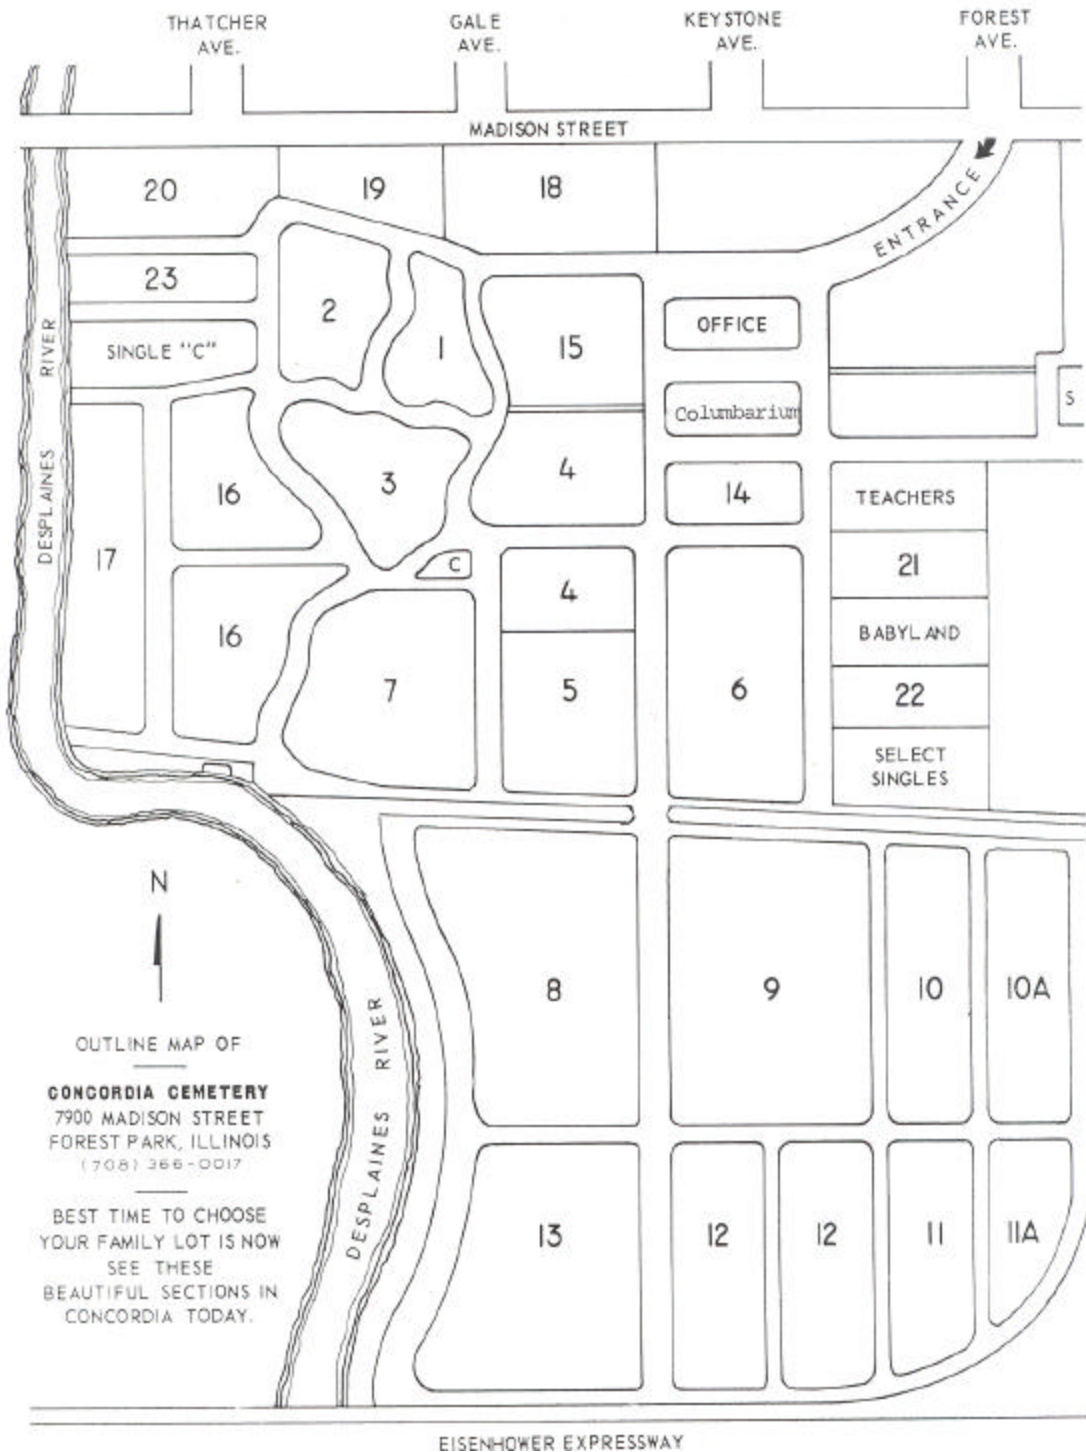 THATCHER
AVE.
GALE
AVE.
KEYSTONE
AVE.
FOREST
AVE.
MADISON STREET
ENTRANCE
20
19
18
23
2
1
15
OFFICE
SINGLE "C"
Columbarium
S
DESPLAINES RIVER
16
3
4
14
TEACHERS
17
C
4
21
16
BABYLAND
7
5
6
22
SELECT
SINGLES
N
8
9
10
10A
DESPLAINES RIVER
OUTLINE MAP OF
CONCORDIA CEMETERY
7900 MADISON STREET
FOREST PARK, ILLINOIS
(708) 366-0017
BEST TIME TO CHOOSE
YOUR FAMILY LOT IS NOW
SEE THESE
BEAUTIFUL SECTIONS IN
CONCORDIA TODAY.
13
12
12
11
11A
EISENHOWER EXPRESSWAY